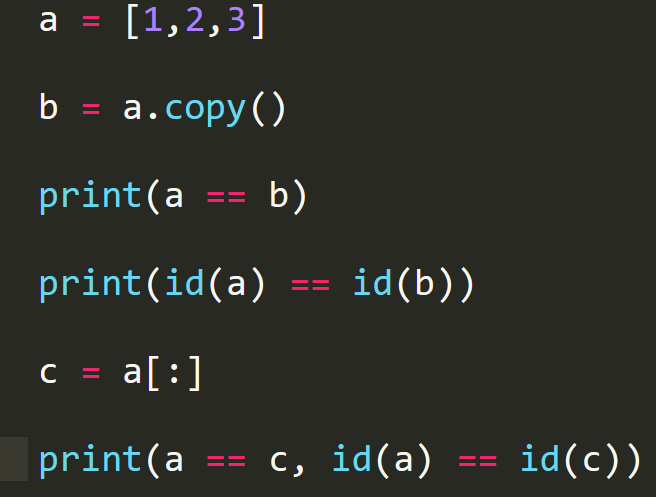 a = [1,2,3]
b = a.copy()
print(a == b)
print(id(a) == id(b))
c = a[:]
print(a == c, id(a) == id(c))